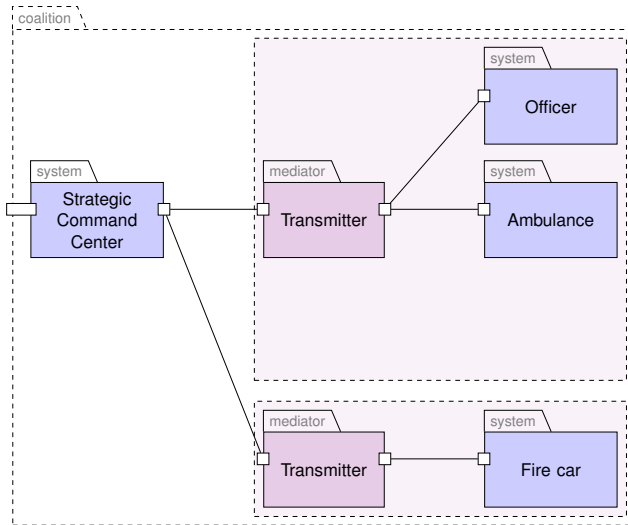 coalition
system
Officer
system
Strategic
Command
Center
mediator
Transmitter
system
Ambulance
mediator
Transmitter
system
Fire car